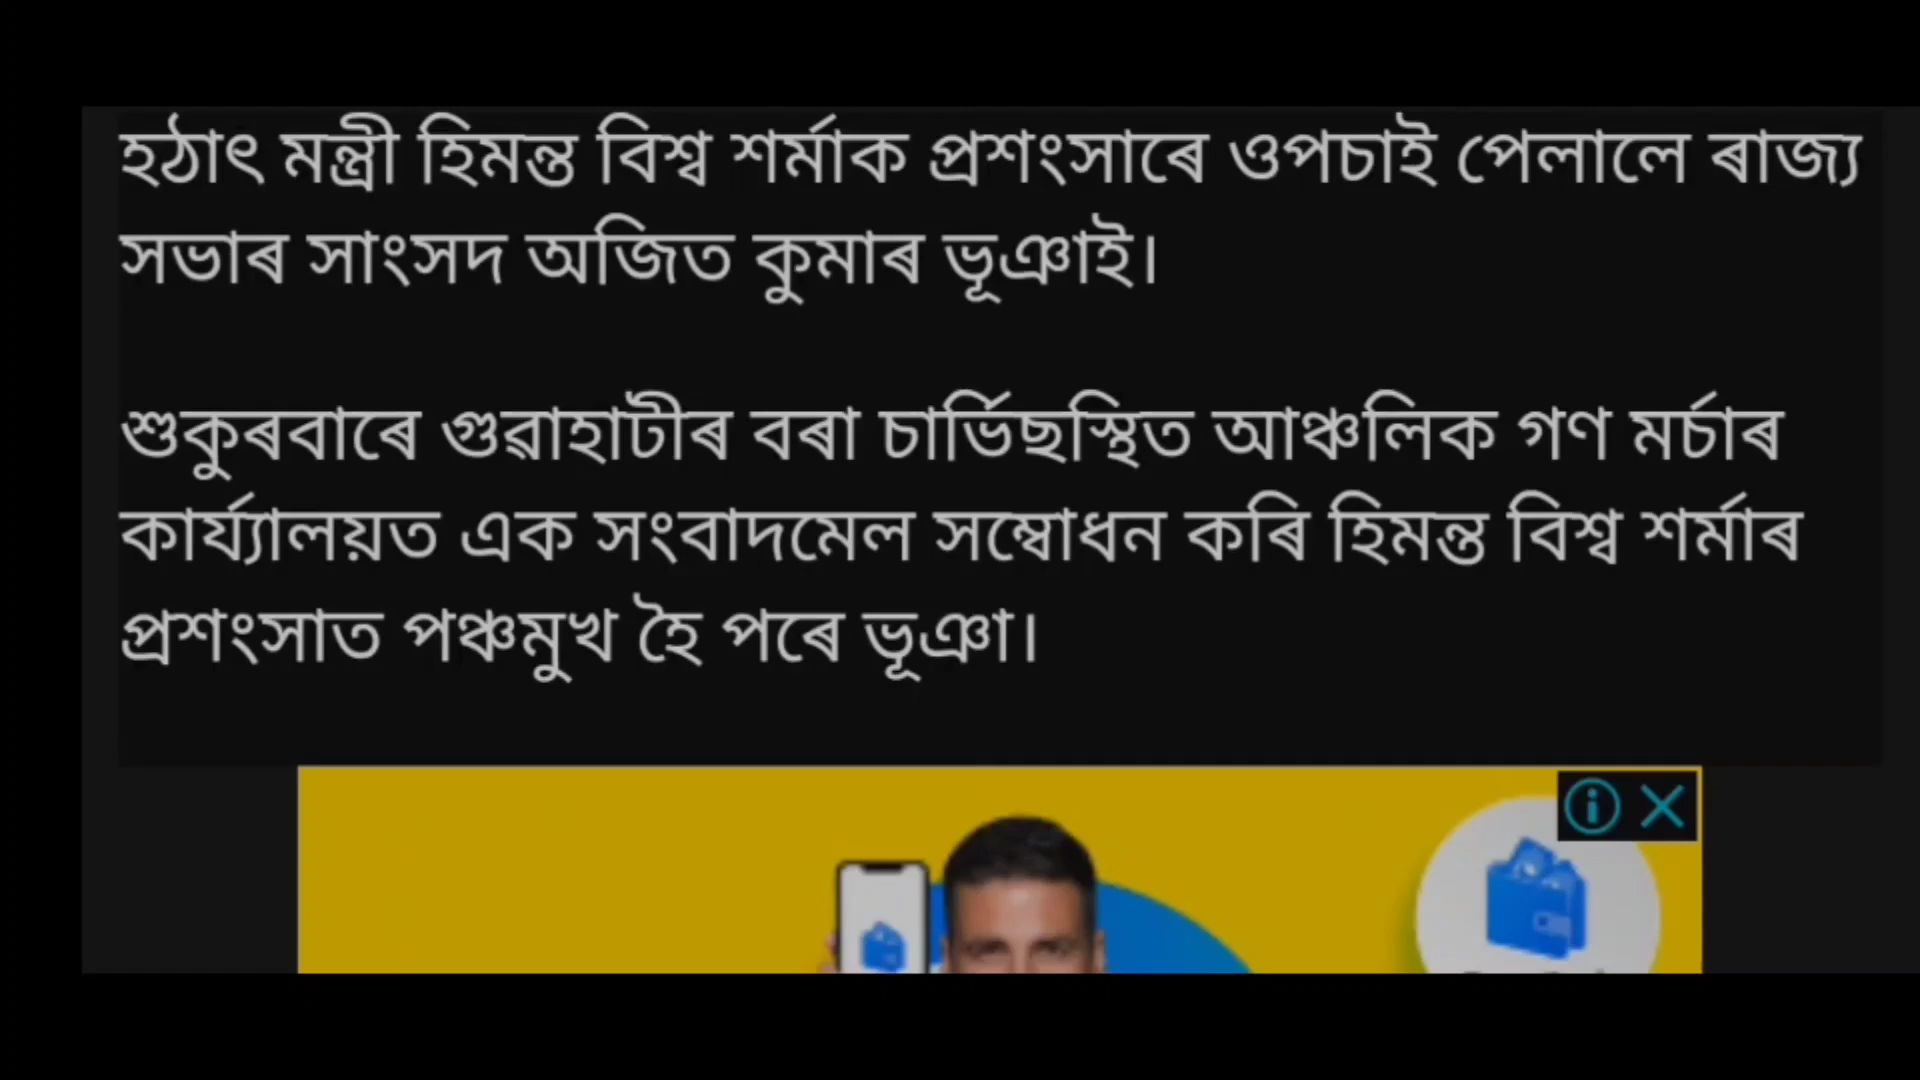 হঠাৎ মন্ত্ৰী হিমন্ত বিশ্ব শৰ্মাক প্ৰশংসাৰে ওপচাই পেলালে ৰাজ্য
সভাৰ সাংসদ অজিত কুমাৰ ভূঞাই।
শুকুৰবাৰে গুৱাহাটীৰ বৰা চাৰ্ভিছস্থিত আঞ্চলিক গণ মৰ্চাৰ
কাৰ্য্যালয়ত এক সংবাদমেল সম্বোধন কৰি হিমন্ত বিশ্ব শৰ্মাৰ
প্ৰশংসাত পঞ্চমুখ হৈ পৰে ভূঞা।